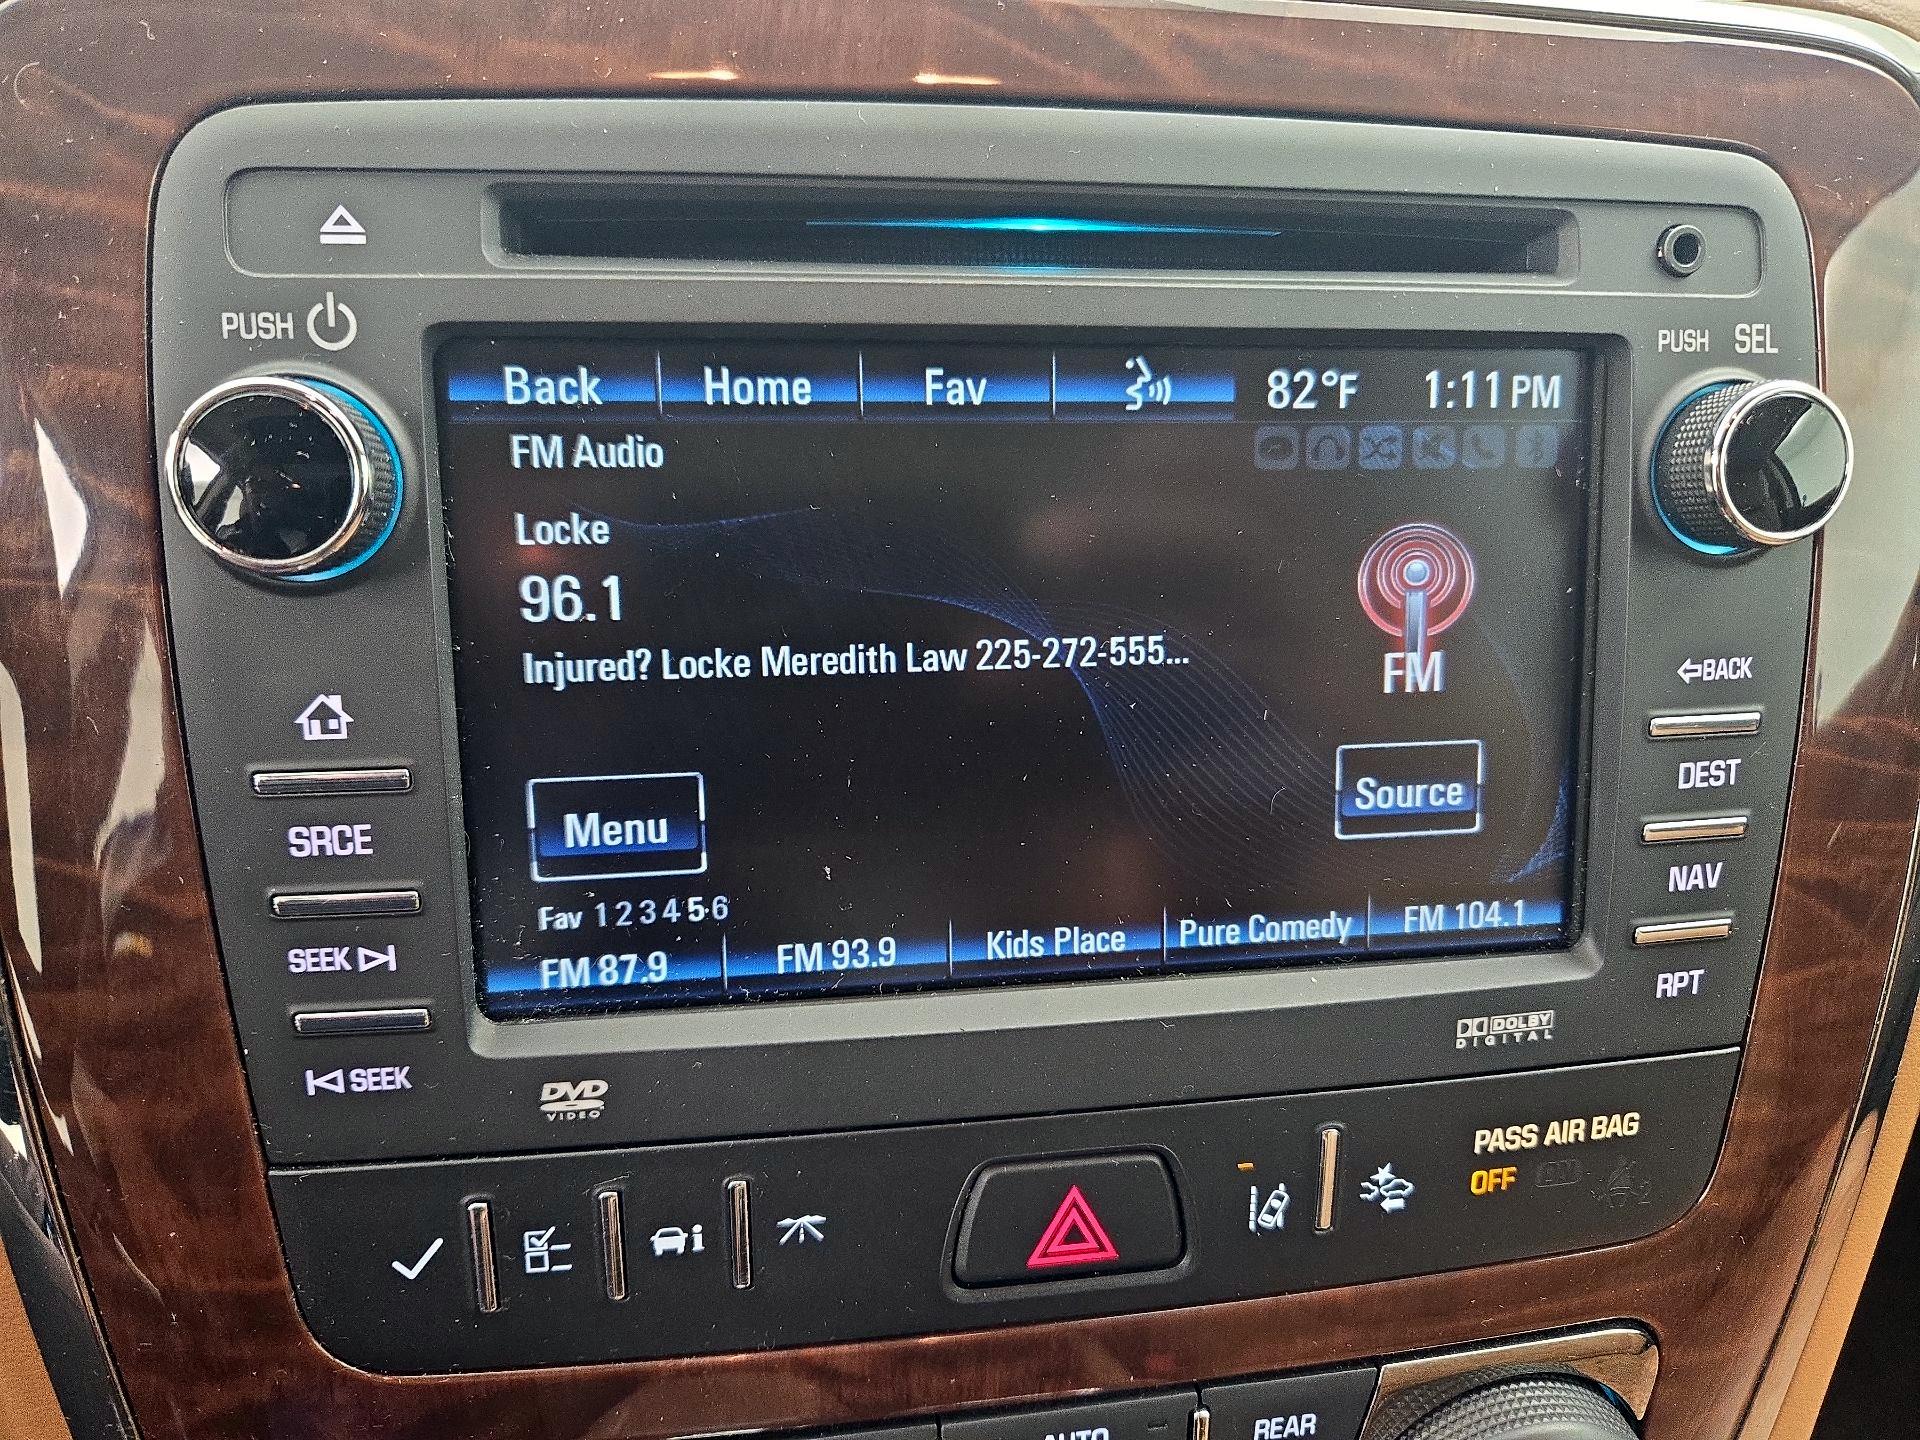 PUSH
PUSH SEL
Back Home Fav 82°F 1:11 PM
FM Audio
Locke
96.1
Injured? Locke Meredith Law 225-272-555...
FM
Menu
Source
Fav 1 2 3 4 5 6
FM 87.9 FM 93.9 Kids Place Pure Comedy FM 104.1
SRCE
SEEK
SEEK
BACK
DEST
NAV
RPT
DVD
VIDEO
DOLBY
DIGITAL
PASS AIR BAG
OFF ON
AUTO
REAR